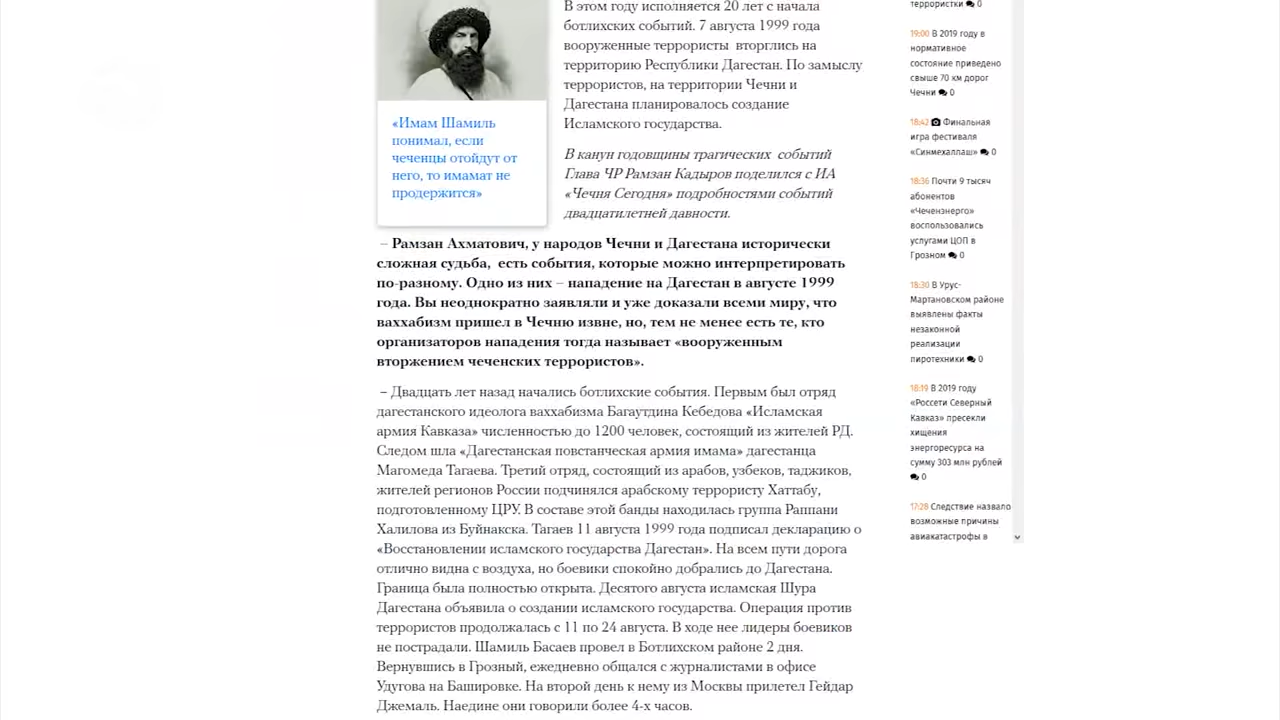 «Имам Шамиль
понимал, если
чеченцы отойдут от
него, то имамат не
продержится»
В этом году исполняется 20 лет с начала
ботлихских событий. 7 августа 1999 года
вооруженные террористы вторглись на
территорию Республики Дагестан. По замыслу
террористов, на территории Чечни и
Дагестана планировалось создание
Исламского государства.
В канун годовщины трагических событий
Глава ЧР Рамзан Кадыров поделился с ИА
«Чечня Сегодня» подробностями событий
двадцатилетней давности.
– Рамзан Ахматович, у народов Чечни и Дагестана исторически
сложная судьба, есть события, которые можно интерпретировать
по-разному. Одно из них – нападение на Дагестан в августе 1999
года. Вы неоднократно заявляли и уже доказали всеми миру, что
ваххабизм пришел в Чечню извне, но, тем не менее есть те, кто
организаторов нападения тогда называет «вооруженным
вторжением чеченских террористов».
– Двадцать лет назад начались ботлихские события. Первым был отряд
дагестанского идеолога ваххабизма Багаутдина Кебедова «Исламская
армия Кавказа» численностью до 1200 человек, состоящий из жителей РД.
Следом шла «Дагестанская повстанческая армия имама» дагестанца
Магомеда Тагаева. Третий отряд, состоящий из арабов, узбеков, таджиков,
жителей регионов России подчинялся арабскому террористу Хаттабу,
подготовленному ЦРУ. В составе этой банды находилась группа Раппани
Халилова из Буйнакска. Тагаев 11 августа 1999 года подписал декларацию о
«Восстановлении исламского государства Дагестан». На всем пути дорога
отлично видна с воздуха, но боевики спокойно добрались до Дагестана.
Граница была полностью открыта. Десятого августа исламская Шура
Дагестана объявила о создании исламского государства. Операция против
террористов продолжалась с 11 по 24 августа. В ходе нее лидеры боевиков
не пострадали. Шамиль Басаев провел в Ботлихском районе 2 дня.
Вернувшись в Грозный, ежедневно общался с журналистами в офисе
Удугова на Башировке. На второй день к нему из Москвы прилетел Гейдар
Джемаль. Наедине они говорили более 4-х часов.
террористки 0
19:00 В 2019 году в
нормативное
состояние приведено
свыше 70 км дорог
Чечни 0
18:42 Финальная
игра фестиваля
«Синмехаллаш» 0
18:36 Почти 9 тысяч
абонентов
«Чеченэнерго»
воспользовались
услугами ЦОП в
Грозном 0
18:30 В Урус-
Мартановском районе
выявлены факты
незаконной
реализации
пиротехники 0
18:19 В 2019 году
«Россети Северный
Кавказ» пресекли
хищения
энергоресурса на
сумму 303 млн рублей
0
17:28 Следствие назвало
возможные причины
авиакатастрофы в